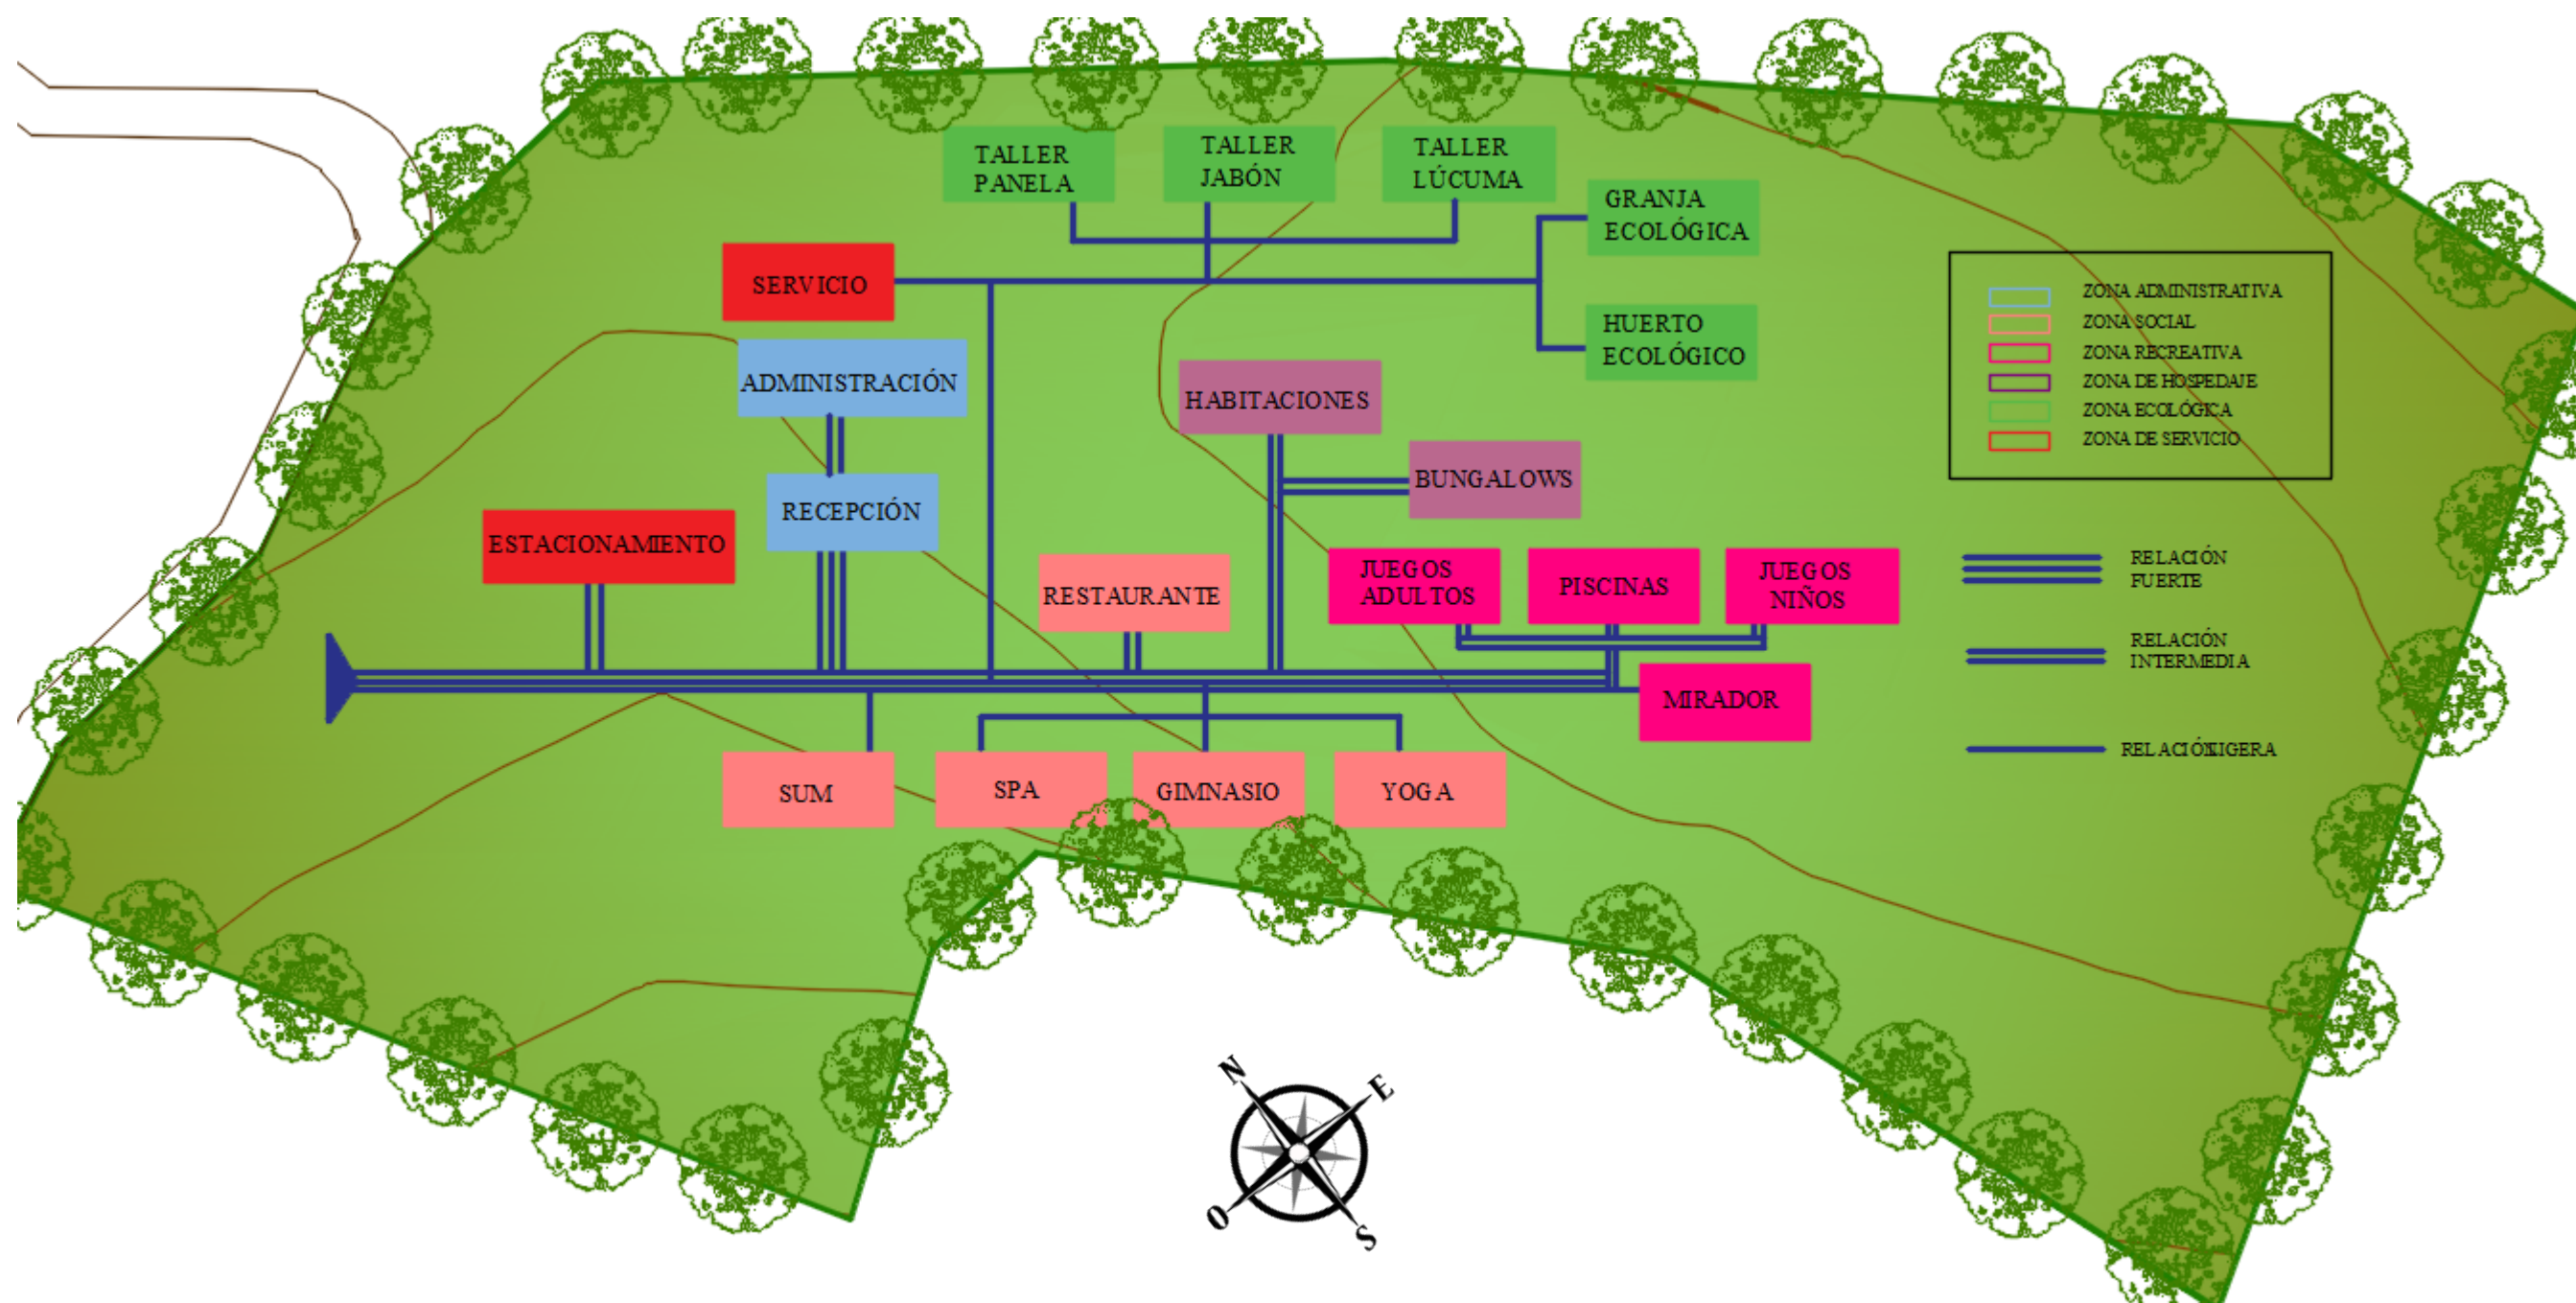 TALLER
PANELA
TALLER
JABÓN
TALLER
LÚCUMA
GRANJA
ECOLÓGICA
SERVICIO
HUERTO
ECOLÓGICO
ADMINISTRACIÓN
HABITACIONES
BUNGALOWS
RECEPCIÓN
ESTACIONAMIENTO
RESTAURANTE
JUEGOS
ADULTOS
PISCINAS
JUEGOS
NIÑOS
MIRADOR
SUM
SPA
GIMNASIO
YOGA
ZONA ADMINISTRATIVA
ZONA SOCIAL
ZONA RECREATIVA
ZONA DE HOSPEDAJE
ZONA ECOLÓGICA
ZONA DE SERVICIO
RELACIÓN
FUERTE
RELACIÓN
INTERMEDIA
N
E
O
S